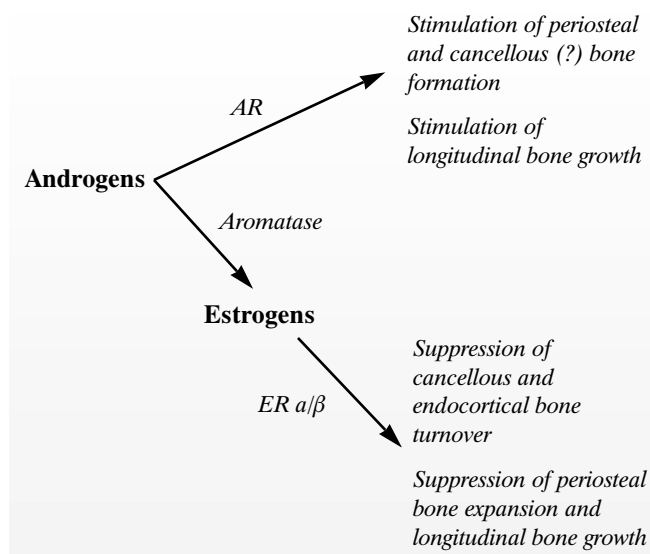 Stimulation of periosteal
and cancellous (?) bone
formation
AR
Stimulation of
longitudinal bone growth
Androgens
Aromatase
Estrogens
Suppression of
cancellous and
endocortical bone
turnover
ER a/β
Suppression of periosteal
bone expansion and
longitudinal bone growth